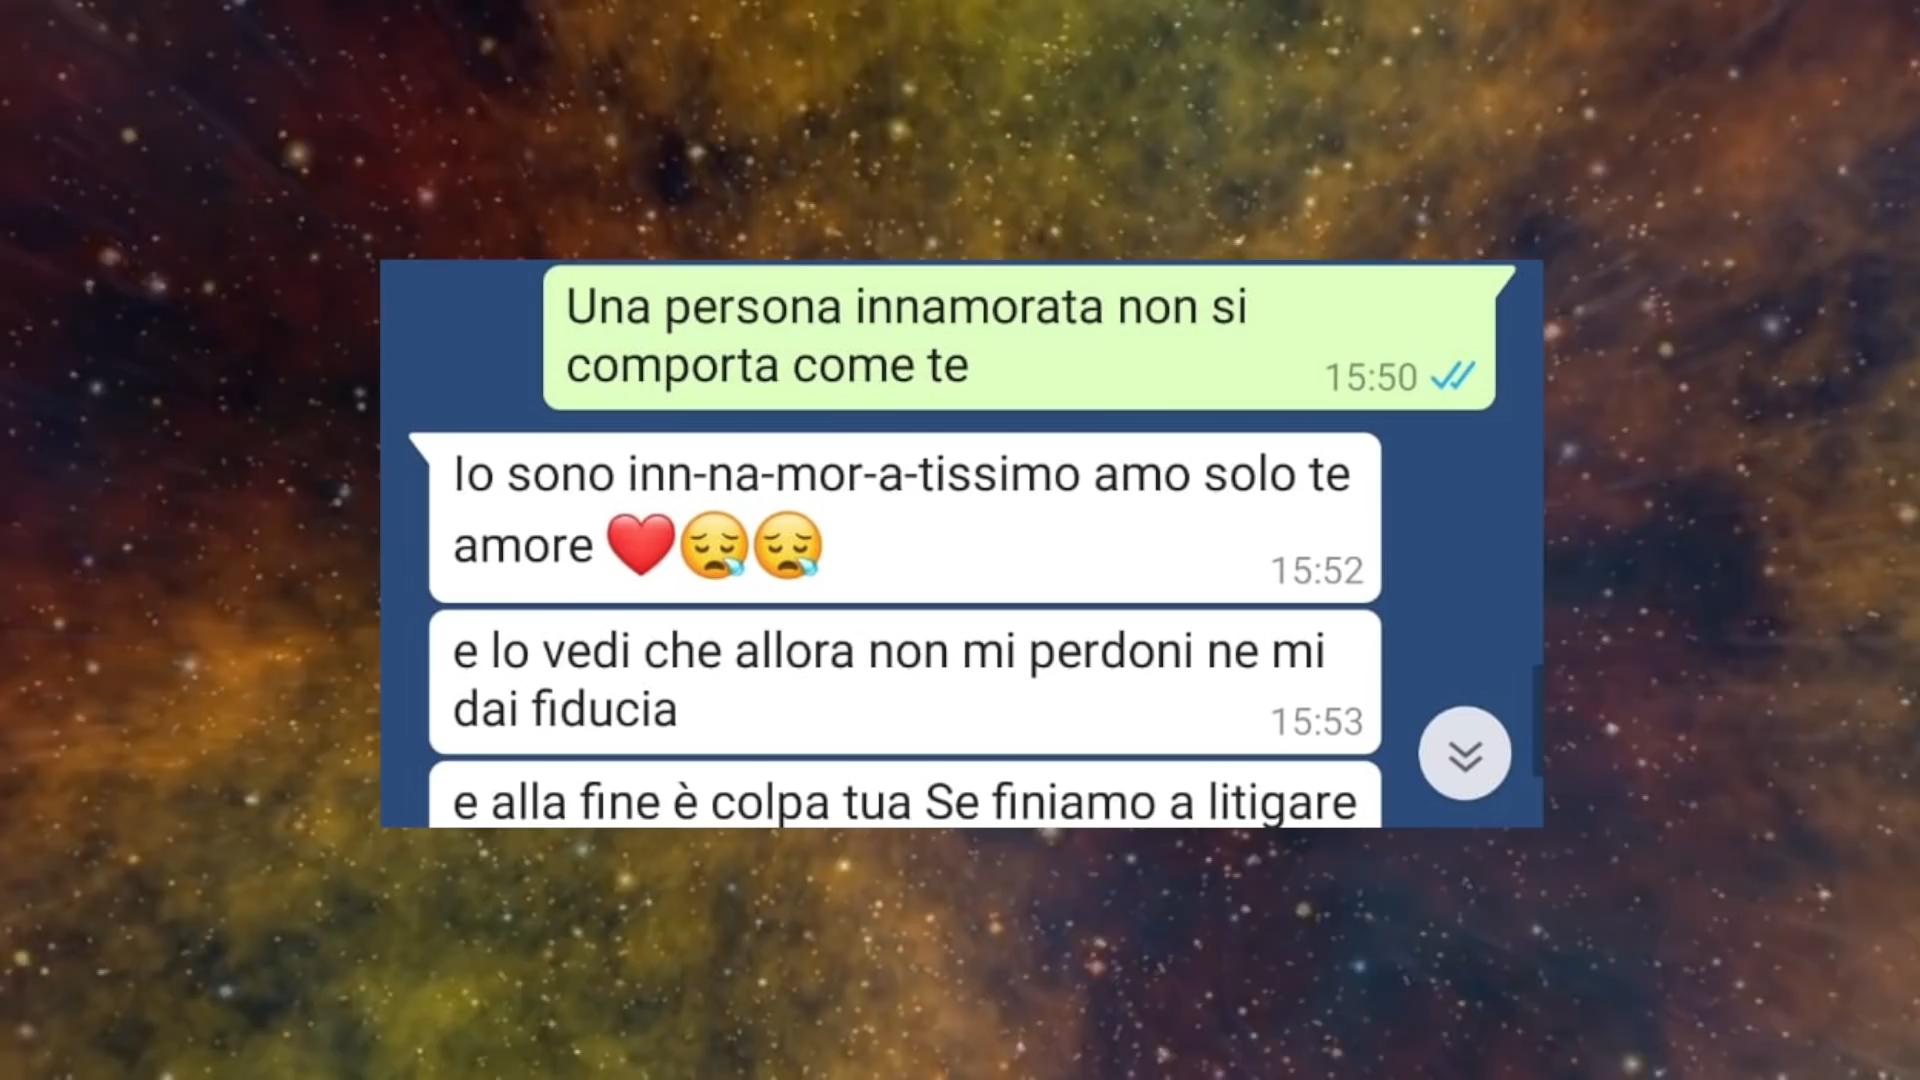 Una persona innamorata non si
comporta come te
15:50
Io sono inn-na-mor-a-tissimo amo solo te
amore ❤️😪😪
15:52
e lo vedi che allora non mi perdoni ne mi
dai fiducia
15:53
e alla fine è colpa tua Se finiamo a litigare